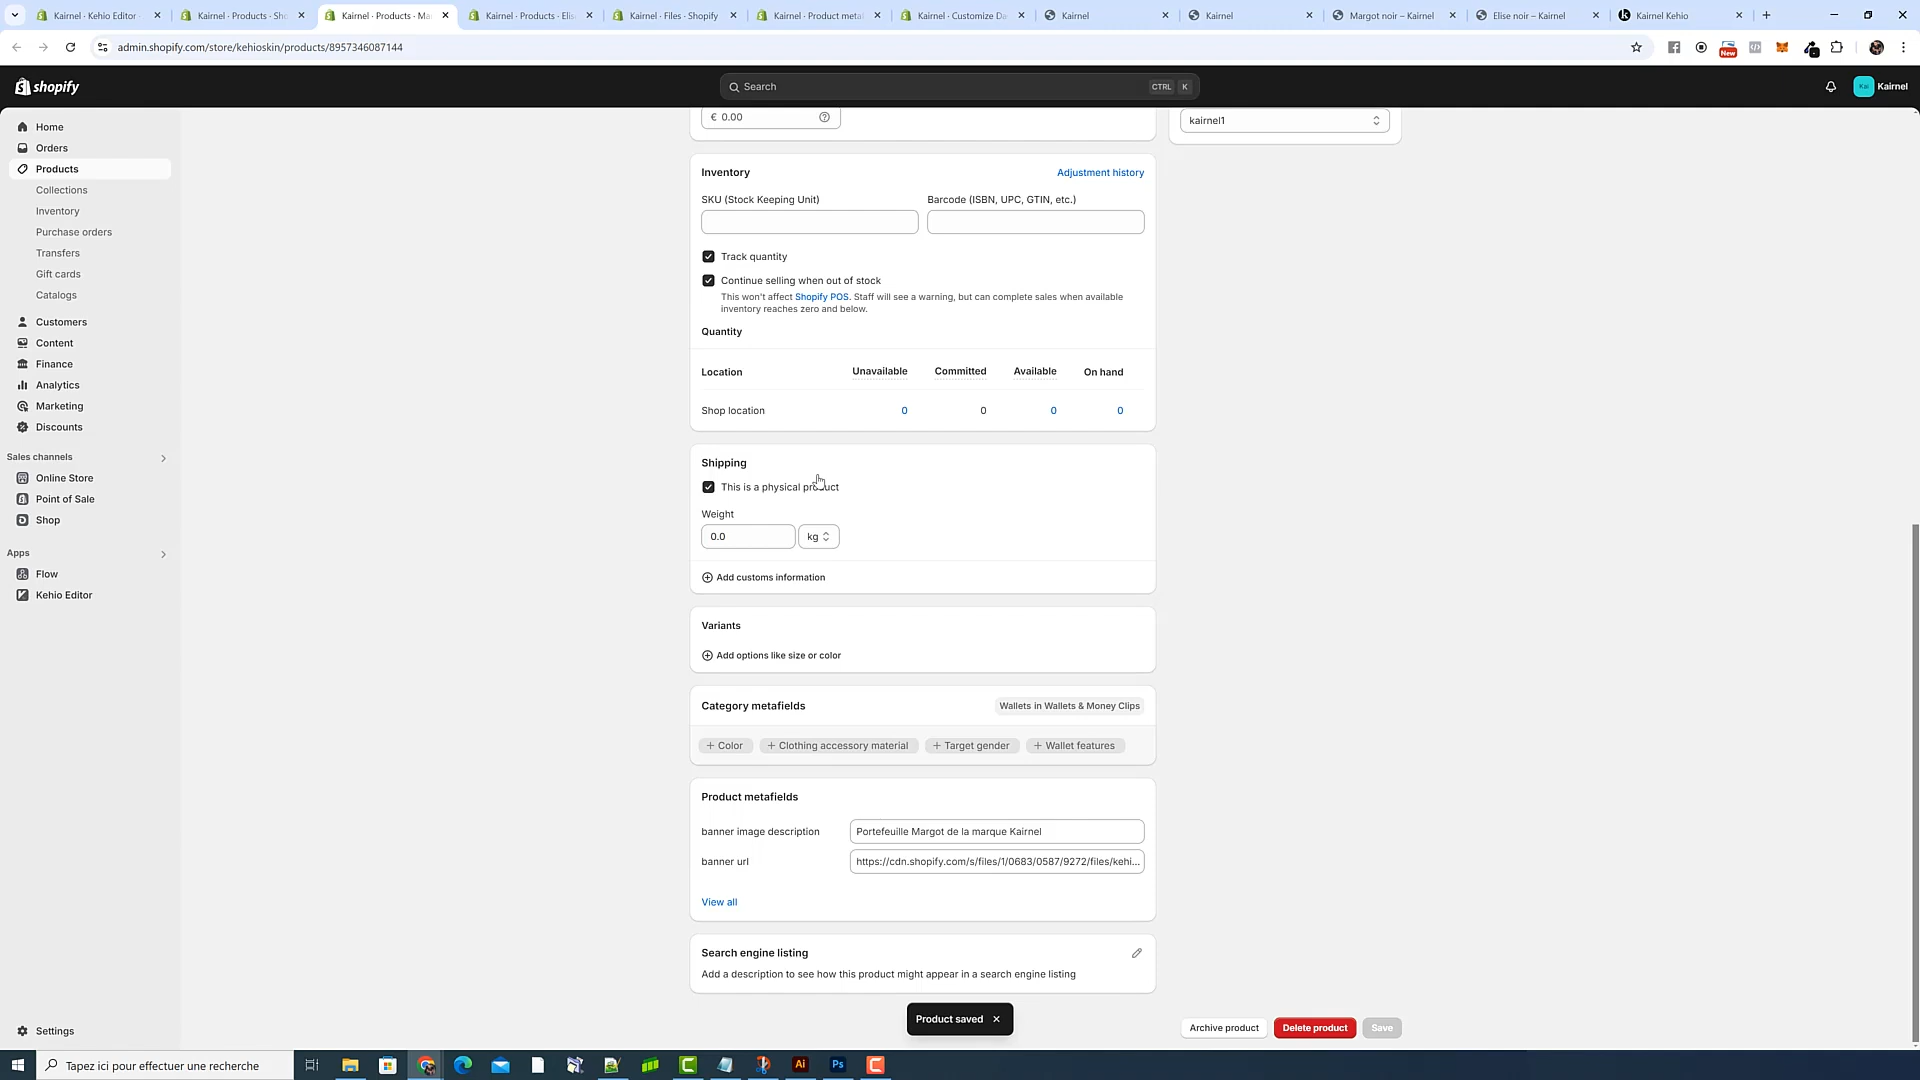 Kairnel · Kehio Editor ·
Kairnel · Products · Sho
Kairnel · Products · Ma
Kairnel · Products · Elis
Kairnel · Files · Shopify
Kairnel · Product metaf
Kairnel · Customize Da
Kairnel
Kairnel
Margot noir – Kairnel
Elise noir – Kairnel
Kairnel Kehio
admin.shopify.com/store/kehioskin/products/8957346087144
New
shopify
Search
CTRL K
Kai
Kairnel
Home
Orders
Products
Collections
Inventory
Purchase orders
Transfers
Gift cards
Catalogs
Customers
Content
Finance
Analytics
Marketing
Discounts
Sales channels
Online Store
Point of Sale
Shop
Apps
Flow
Kehio Editor
Settings
€ 0.00
kairnel1
Inventory
Adjustment history
SKU (Stock Keeping Unit)
Barcode (ISBN, UPC, GTIN, etc.)
Track quantity
Continue selling when out of stock
This won't affect Shopify POS. Staff will see a warning, but can complete sales when available
inventory reaches zero and below.
Quantity
Location Unavailable Committed Available On hand
Shop location 0 0 0 0
Shipping
This is a physical product
Weight
0.0 kg
Add customs information
Variants
Add options like size or color
Category metafields
Wallets in Wallets & Money Clips
+ Color + Clothing accessory material + Target gender + Wallet features
Product metafields
banner image description Portefeuille Margot de la marque Kairnel
banner url https://cdn.shopify.com/s/files/1/0683/0587/9272/files/kehi...
View all
Search engine listing
Add a description to see how this product might appear in a search engine listing
Product saved
Archive product Delete product Save
Tapez ici pour effectuer une recherche
Ai
Ps